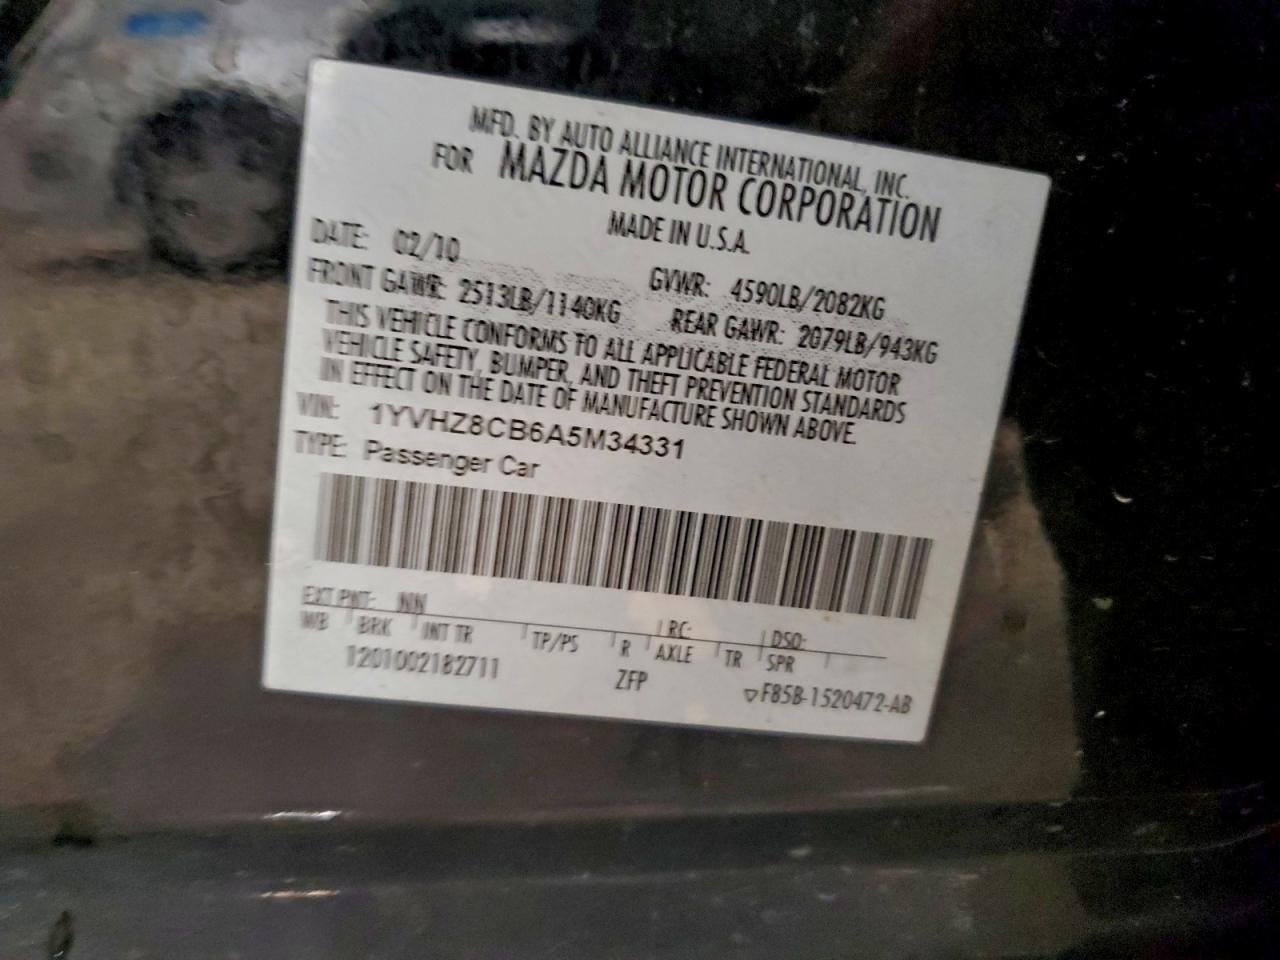 MFD. BY AUTO ALLIANCE INTERNATIONAL, INC.
FOR MAZDA MOTOR CORPORATION
MADE IN U.S.A.
DATE: 02/10 GVWR: 4590LB/2082KG
FRONT GAWR: 2513LB/1140KG REAR GAWR: 2079LB/943KG
THIS VEHICLE CONFORMS TO ALL APPLICABLE FEDERAL MOTOR
VEHICLE SAFETY, BUMPER, AND THEFT PREVENTION STANDARDS
IN EFFECT ON THE DATE OF MANUFACTURE SHOWN ABOVE.
VIN: 1YVHZ8CB6A5M34331
TYPE: Passenger Car
EXT.PNT: NN RC: DSO:
WB BRK INT TR TP/PS R AXLE TR SPR
1201002182711 ZFP F85B-1520472-AB